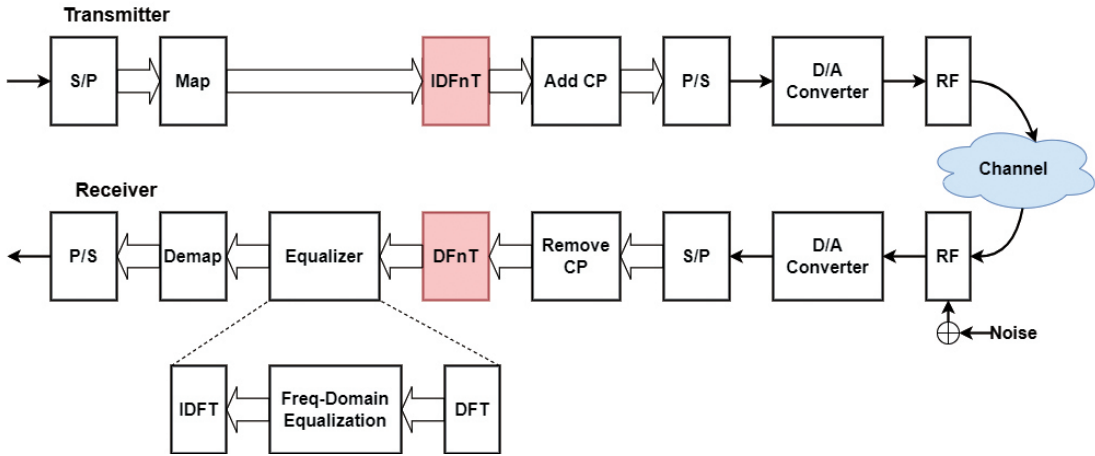 Transmitter
S/P
Map
IDFnT
Add CP
P/S
D/A
Converter
RF
Channel
Receiver
P/S
Demap
Equalizer
DFnT
Remove
CP
S/P
D/A
Converter
RF
Noise
IDFT
Freq-Domain
Equalization
DFT